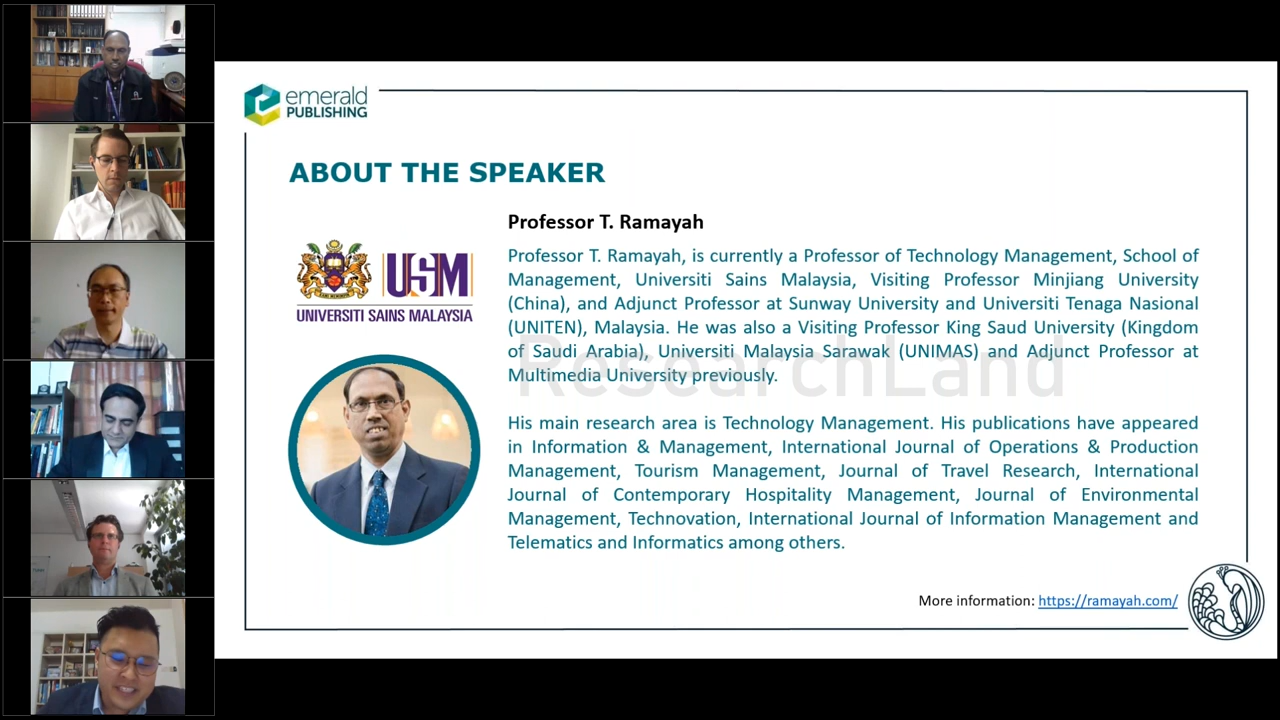 emerald
PUBLISHING
ABOUT THE SPEAKER
USM
UNIVERSITI SAINS MALAYSIA
Professor T. Ramayah
Professor T. Ramayah, is currently a Professor of Technology Management, School of
Management, Universiti Sains Malaysia, Visiting Professor Minjiang University
(China), and Adjunct Professor at Sunway University and Universiti Tenaga Nasional
(UNITEN), Malaysia. He was also a Visiting Professor King Saud University (Kingdom
of Saudi Arabia), Universiti Malaysia Sarawak (UNIMAS) and Adjunct Professor at
Multimedia University previously.
ResearchLand
His main research area is Technology Management. His publications have appeared
in Information & Management, International Journal of Operations & Production
Management, Tourism Management, Journal of Travel Research, International
Journal of Contemporary Hospitality Management, Journal of Environmental
Management, Technovation, International Journal of Information Management and
Telematics and Informatics among others.
More information: https://ramayah.com/